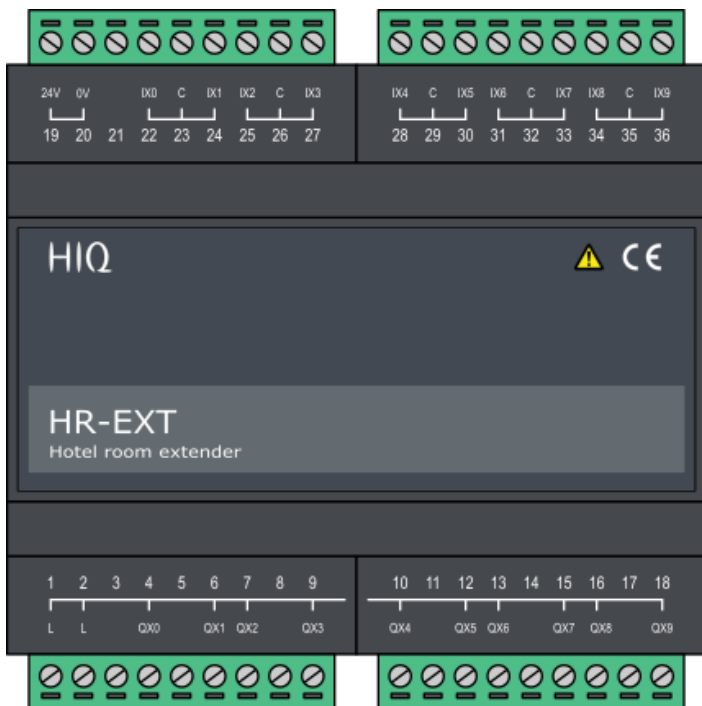 24V 0V IX0 C IX1 IX2 C IX3 IX4 C IX5 IX6 C IX7 IX8 C IX9
19 20 21 22 23 24 25 26 27 28 29 30 31 32 33 34 35 36
HIQ CE
HR-EXT
Hotel room extender
1 2 3 4 5 6 7 8 9 10 11 12 13 14 15 16 17 18
L L QX0 QX1 QX2 QX3 QX4 QX5 QX6 QX7 QX8 QX9